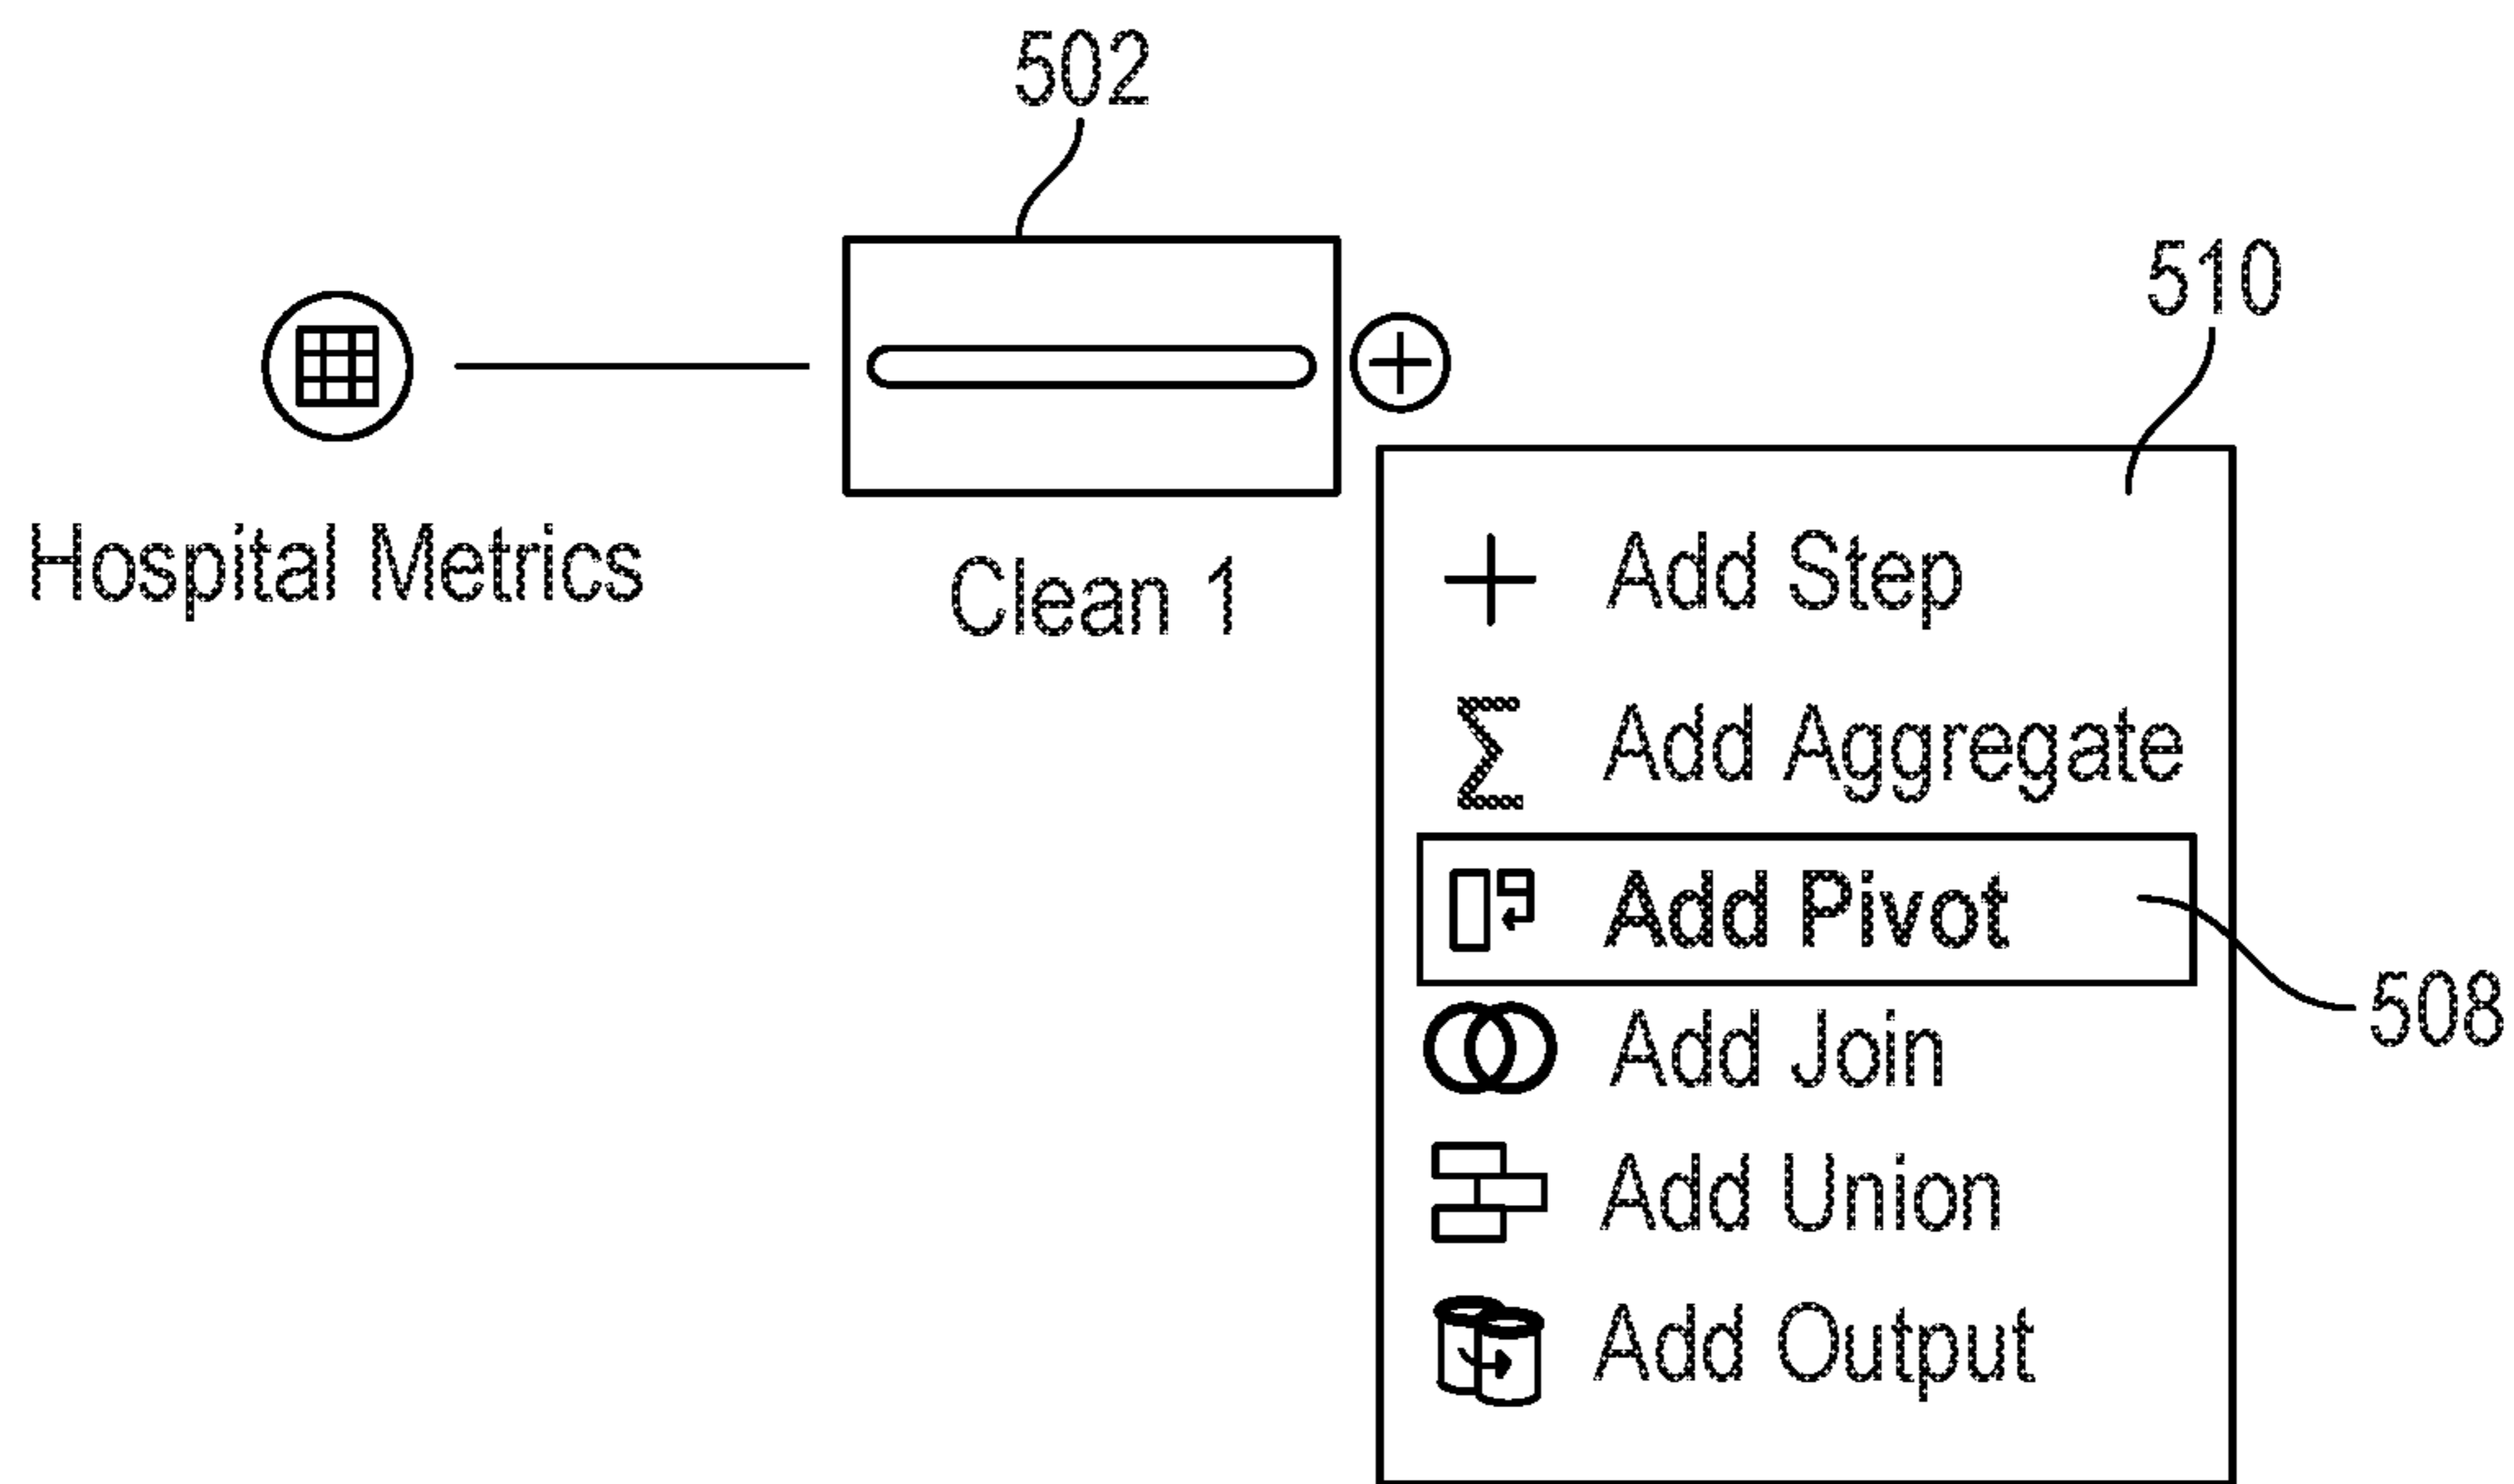 502
510
Hospital Metrics
Clean 1
Add Step
Σ Add Aggregate
Add Pivot
508
Add Join
Add Union
Add Output